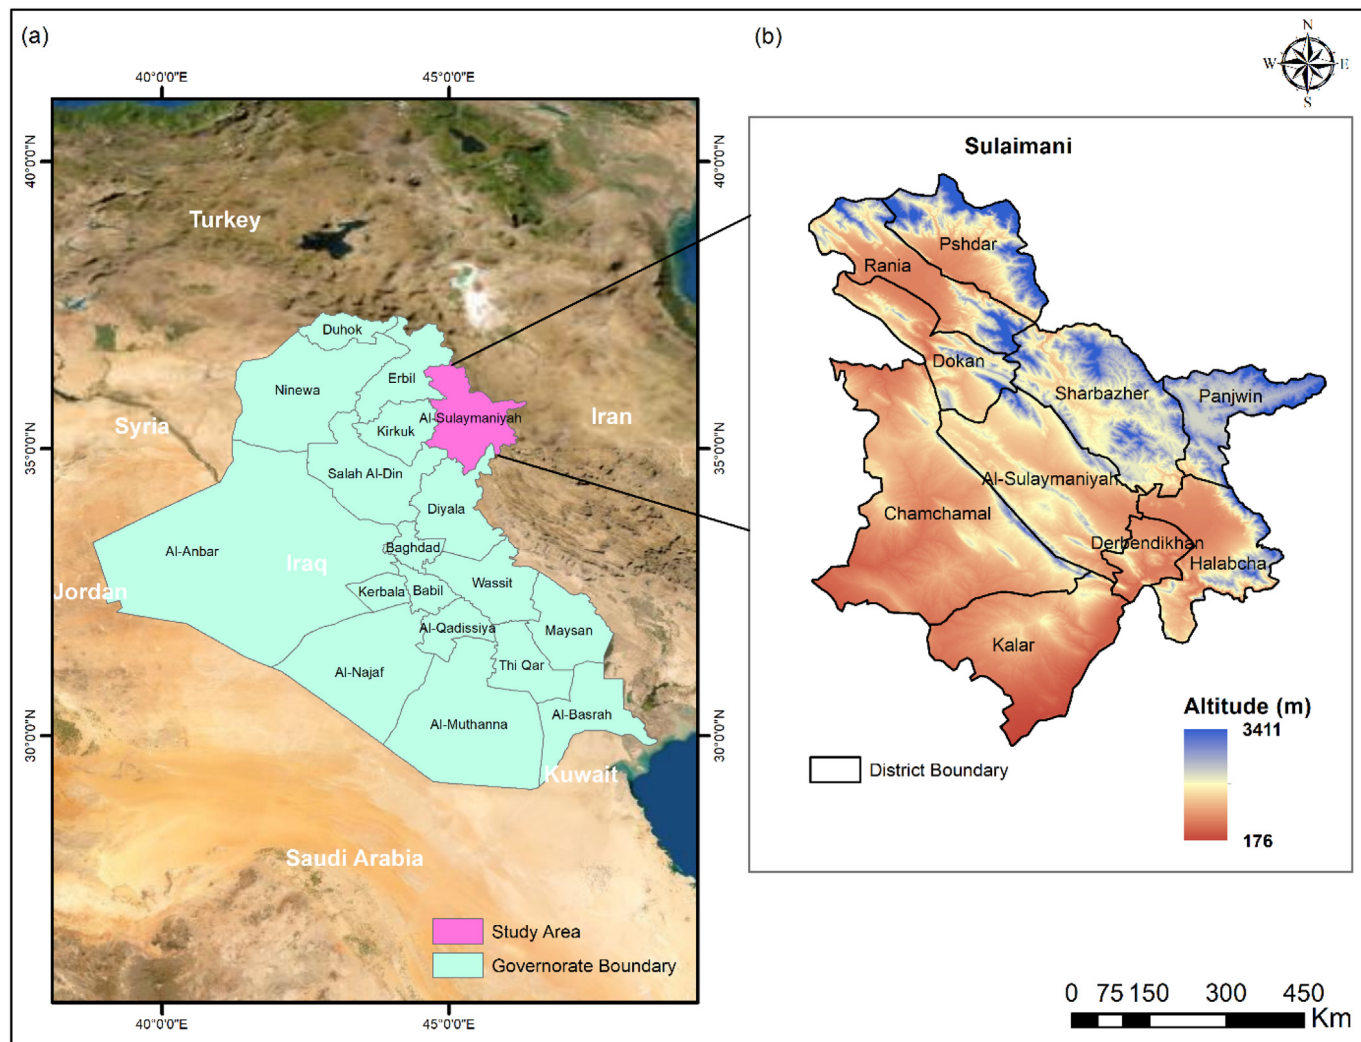 (a)
(b)
N
W
E
S
40°0'0"E
45°0'0"E
40°0'0"N
40°0'0"N
35°0'0"N
35°0'0"N
30°0'0"N
30°0'0"N
Turkey
Syria
Iran
Iraq
Jordan
Kuwait
Saudi Arabia
Duhok
Ninewa
Erbil
Al-Sulaymaniyah
Kirkuk
Salah Al-Din
Diyala
Al-Anbar
Baghdad
Wassit
Kerbala
Babil
Al-Qadissiya
Maysan
Al-Najaf
Thi Qar
Al-Muthanna
Al-Basrah
Study Area
Governorate Boundary
40°0'0"E
45°0'0"E
Sulaimani
Pshdar
Rania
Dokan
Sharbazher
Panjwin
Al-Sulaymaniyah
Chamchamal
Derbendikhan
Halabcha
Kalar
Altitude (m)
3411
176
District Boundary
0 75 150 300 450
Km